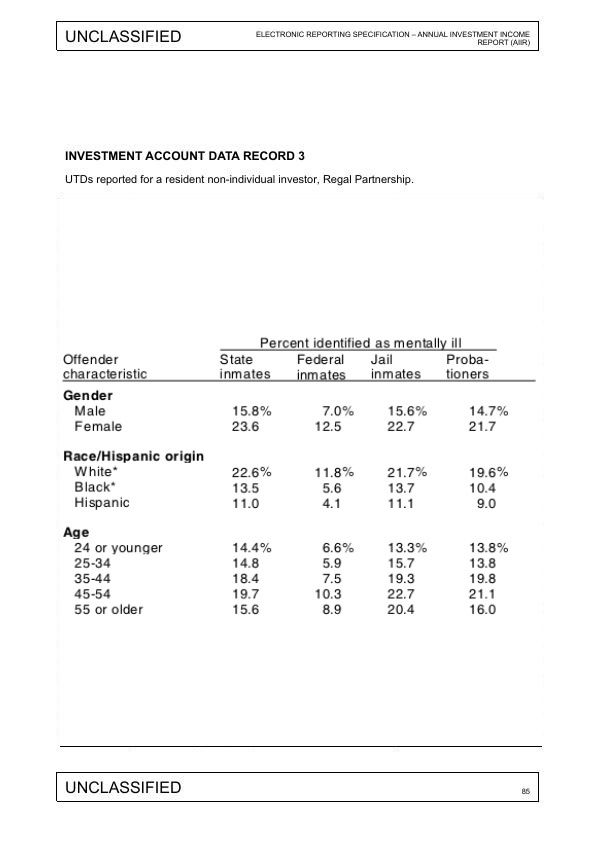 UNCLASSIFIED
ELECTRONIC REPORTING SPECIFICATION – ANNUAL INVESTMENT INCOME
REPORT (AIIR)
INVESTMENT ACCOUNT DATA RECORD 3
UTDs reported for a resident non-individual investor, Regal Partnership.
Percent identified as mentally ill
Offender State Federal Jail Proba-
characteristic inmates inmates inmates tioners
Gender
Male 15.8% 7.0% 15.6% 14.7%
Female 23.6 12.5 22.7 21.7
Race/Hispanic origin
White* 22.6% 11.8% 21.7% 19.6%
Black* 13.5 5.6 13.7 10.4
Hispanic 11.0 4.1 11.1 9.0
Age
24 or younger 14.4% 6.6% 13.3% 13.8%
25-34 14.8 5.9 15.7 13.8
35-44 18.4 7.5 19.3 19.8
45-54 19.7 10.3 22.7 21.1
55 or older 15.6 8.9 20.4 16.0
UNCLASSIFIED
85